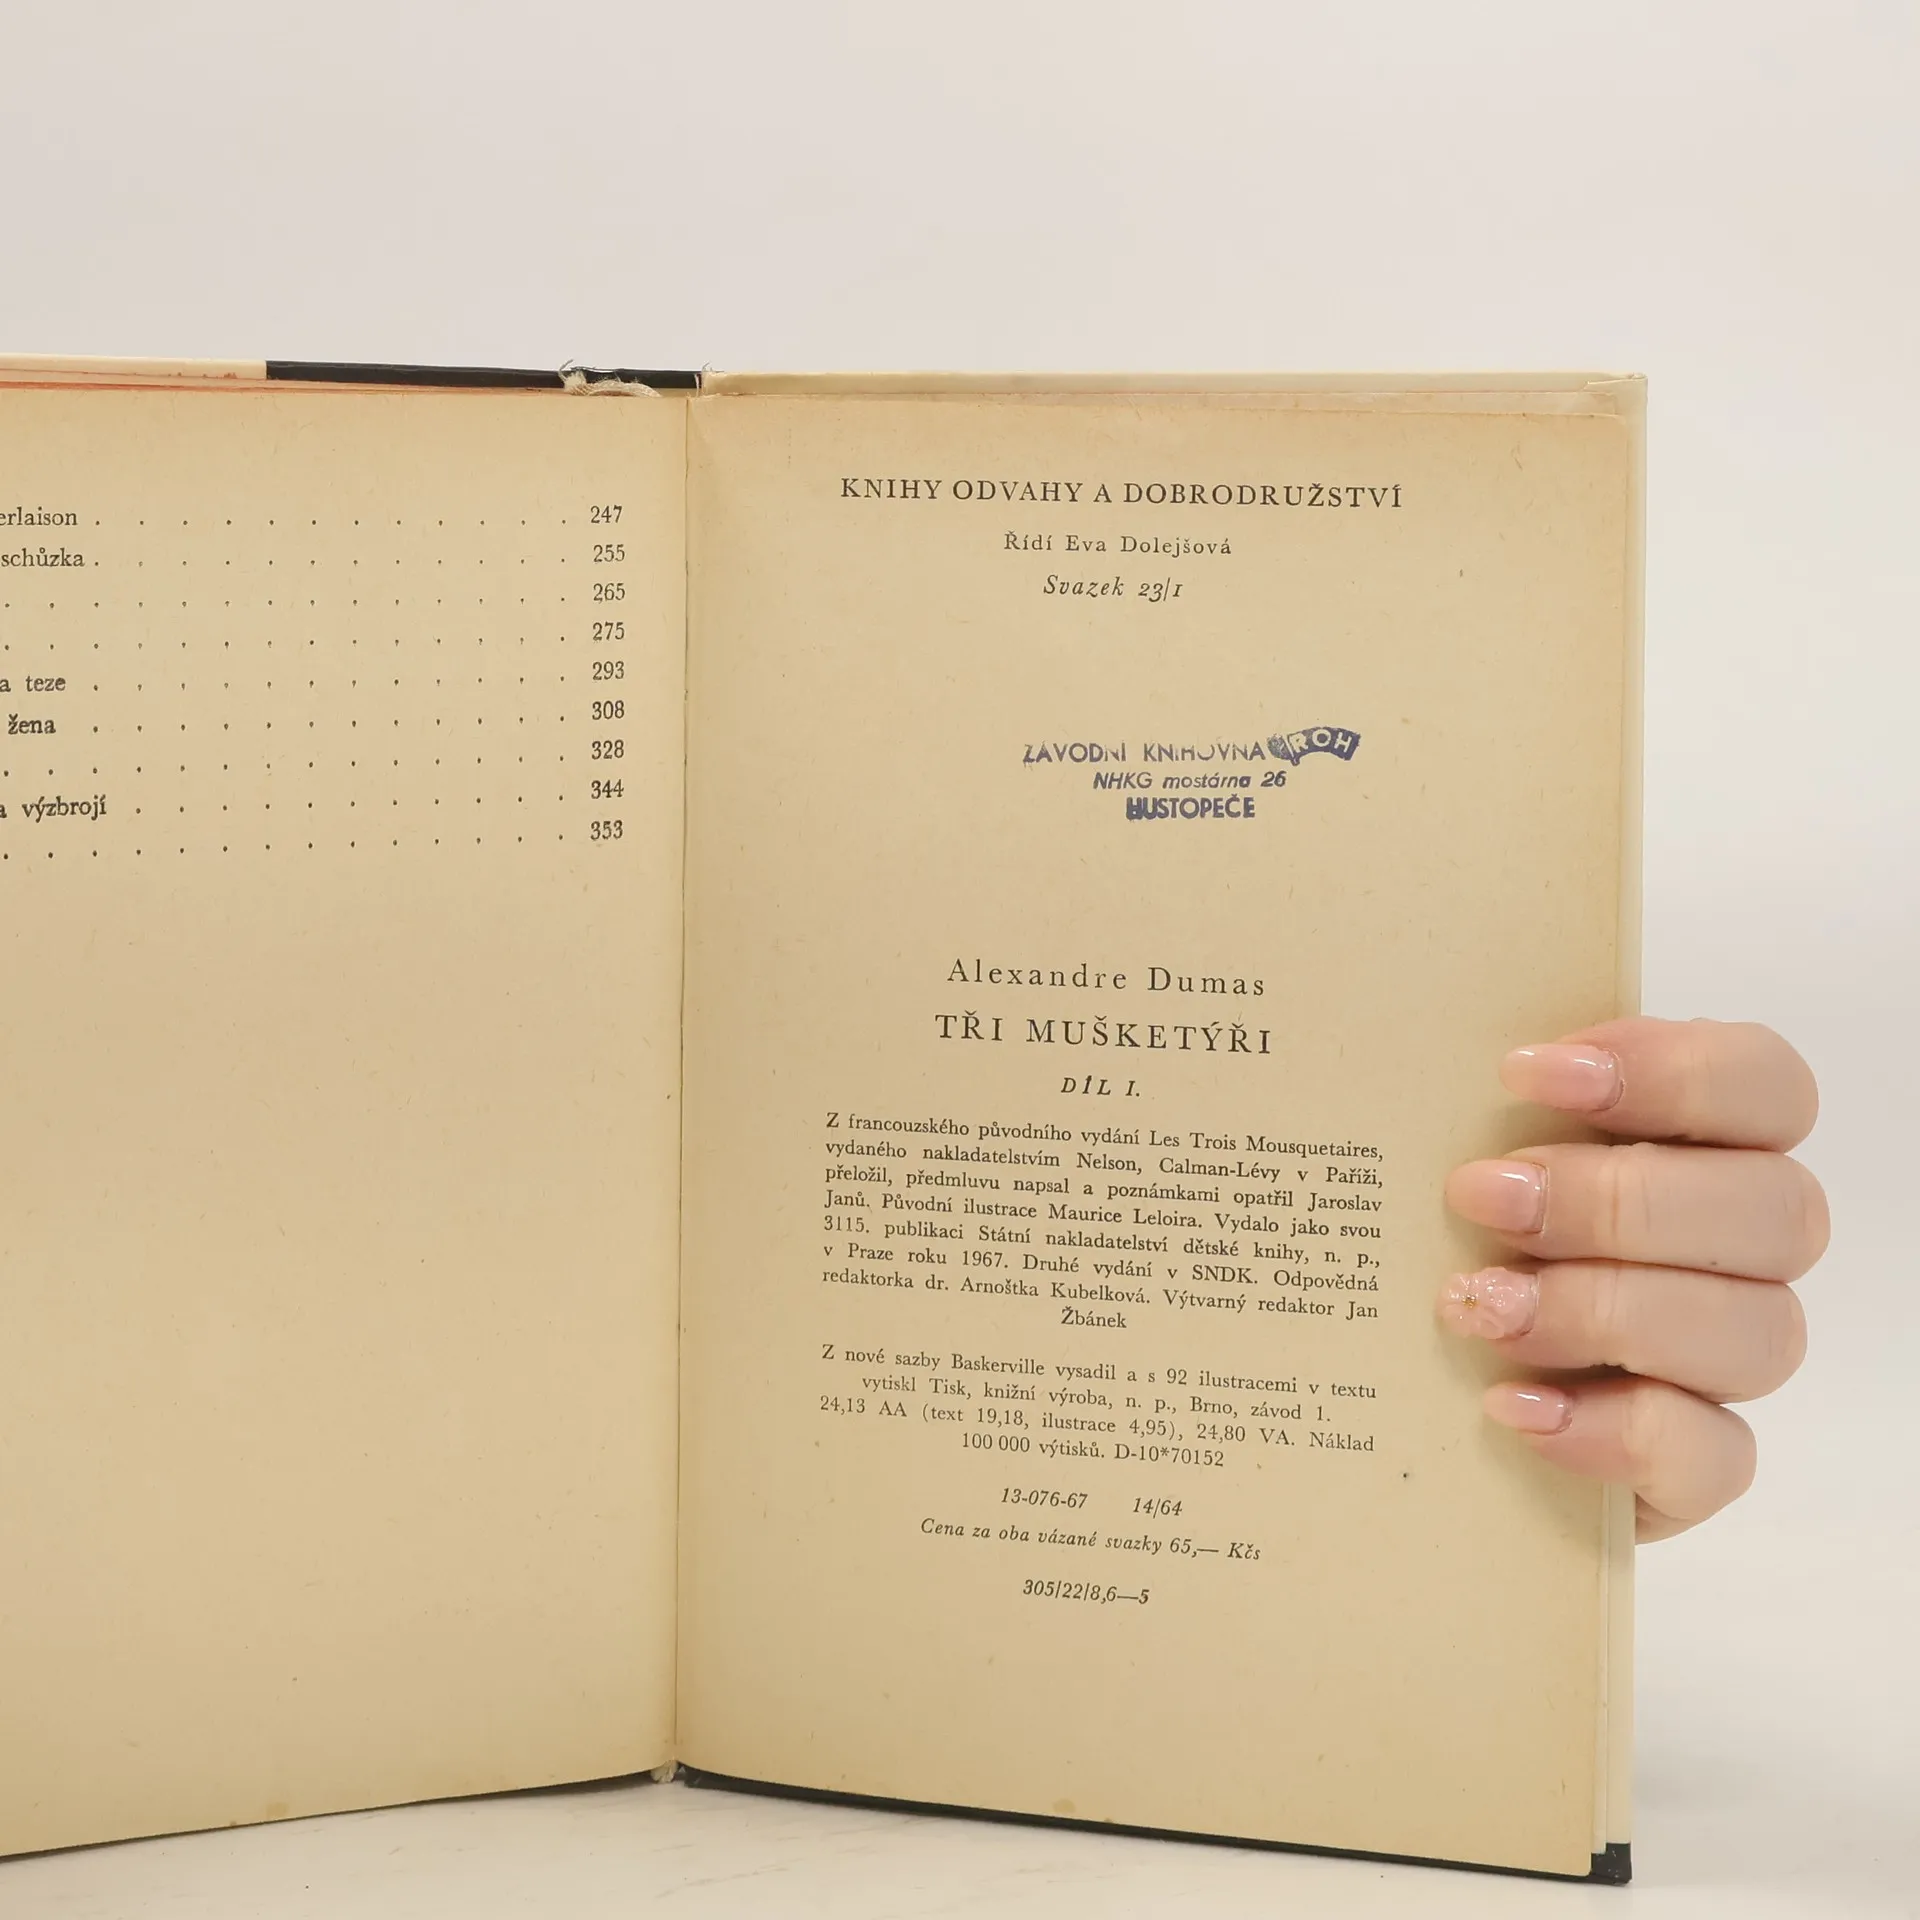 erlaison . . . . . . . . . . . . 247
schůzka . . . . . . . . . . . . 255
. . . . . . . . . . . . . . 265
. . . . . . . . . . . . . . 275
a teze . . . . . . . . . . . . 293
žena . . . . . . . . . . . . 308
. . . . . . . . . . . . . . 328
a výzbrojí . . . . . . . . . . . 344
. . . . . . . . . . . . . . 353
KNIHY ODVAHY A DOBRODRUŽSTVÍ
Řídí Eva Dolejšová
Svazek 23/1
ZÁVODNÍ KNIHOVNA ROH
NHKG mostárna 26
HUSTOPEČE
Alexandre Dumas
TŘI MUŠKETÝŘI
DÍL I.
Z francouzského původního vydání Les Trois Mousquetaires,
vydaného nakladatelstvím Nelson, Calman-Lévy v Paříži,
přeložil, předmluvu napsal a poznámkami opatřil Jaroslav
Janů. Původní ilustrace Maurice Leloira. Vydalo jako svou
3115. publikaci Státní nakladatelství dětské knihy, n. p.,
v Praze roku 1967. Druhé vydání v SNDK. Odpovědná
redaktorka dr. Arnoštka Kubelková. Výtvarný redaktor Jan
Žbánek
Z nové sazby Baskerville vysadil a s 92 ilustracemi v textu
vytiskl Tisk, knižní výroba, n. p., Brno, závod 1.
24,13 AA (text 19,18, ilustrace 4,95), 24,80 VA. Náklad
100 000 výtisků. D-10*70152
13-076-67 14/64
Cena za oba vázané svazky 65,— Kčs
305/22/8,6—5